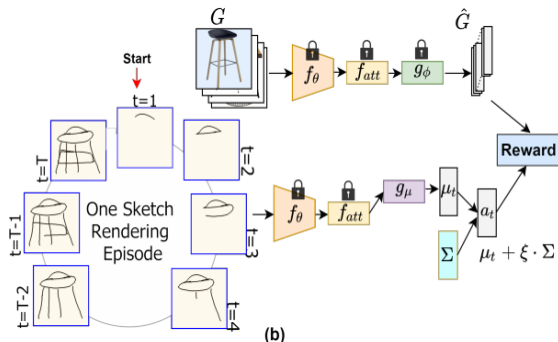 G
Ĝ
f_θ
f_att
g_ϕ
Start
t=1
t=2
t=3
t=4
t=T-2
t=T-1
t=T
One Sketch
Rendering
Episode
f_θ
f_att
g_μ
μ_t
a_t
Σ
μ_t + ξ · Σ
Reward
(b)